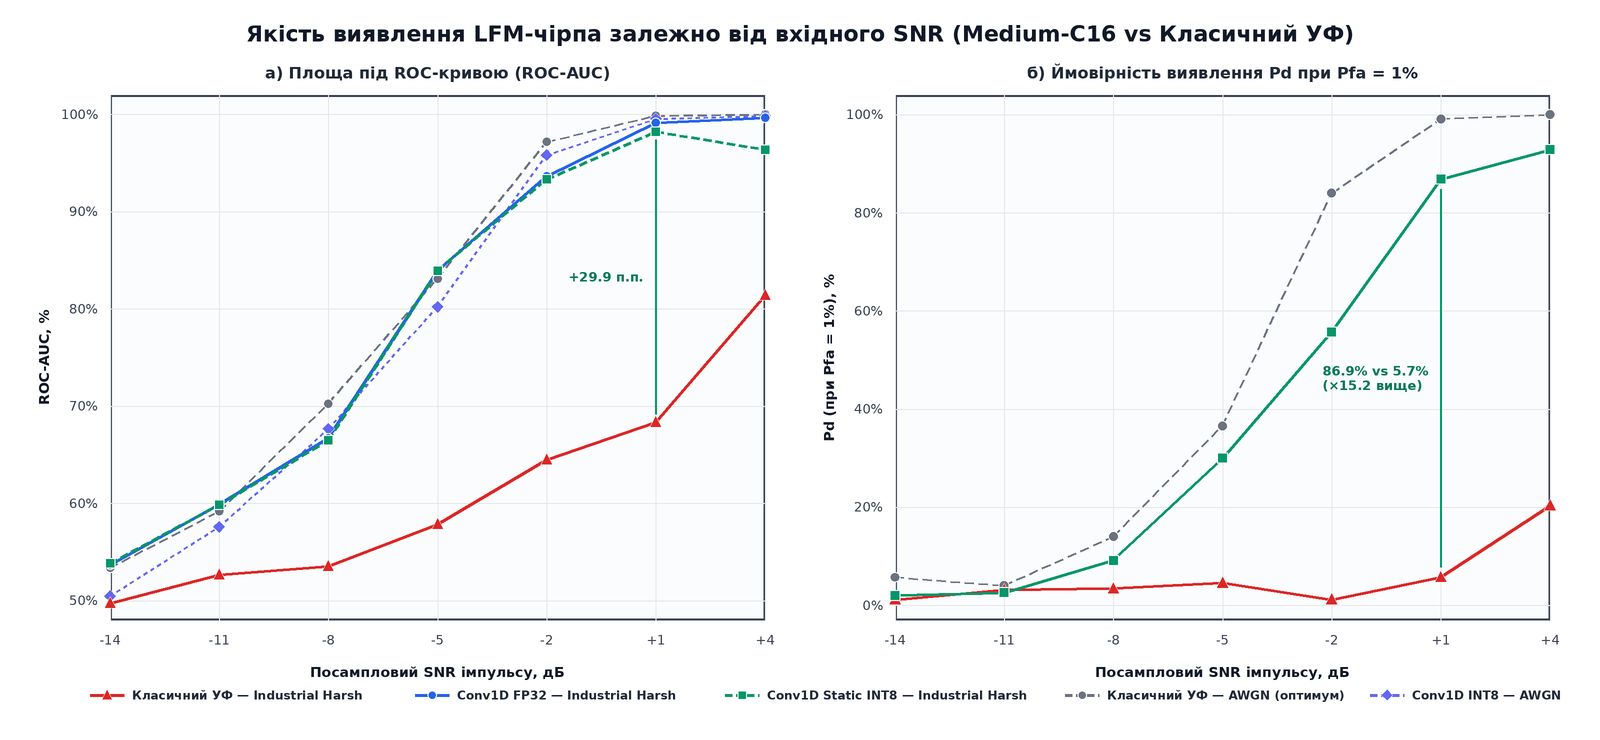 Якість виявлення LFM-чірпа залежно від вхідного SNR (Medium-C16 vs Класичний УФ)
а) Площа під ROC-кривою (ROC-AUC)
100%
90%
80%
70%
60%
50%
ROC-AUC, %
+29.9 п.п.
-14
-11
-8
-5
-2
+1
+4
Посампловий SNR імпульсу, дБ
б) Ймовірність виявлення Pd при Pfa = 1%
100%
80%
60%
40%
20%
0%
Pd (при Pfa = 1%), %
86.9% vs 5.7%
(×15.2 вище)
-14
-11
-8
-5
-2
+1
+4
Посампловий SNR імпульсу, дБ
Класичний УФ — Industrial Harsh
Conv1D FP32 — Industrial Harsh
Conv1D Static INT8 — Industrial Harsh
Класичний УФ — AWGN (оптимум)
Conv1D INT8 — AWGN